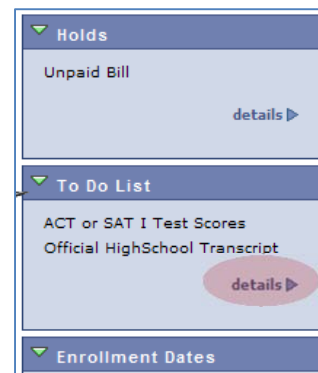 Holds
Unpaid Bill
details
To Do List
ACT or SAT I Test Scores
Official HighSchool Transcript
details
Enrollment Dates